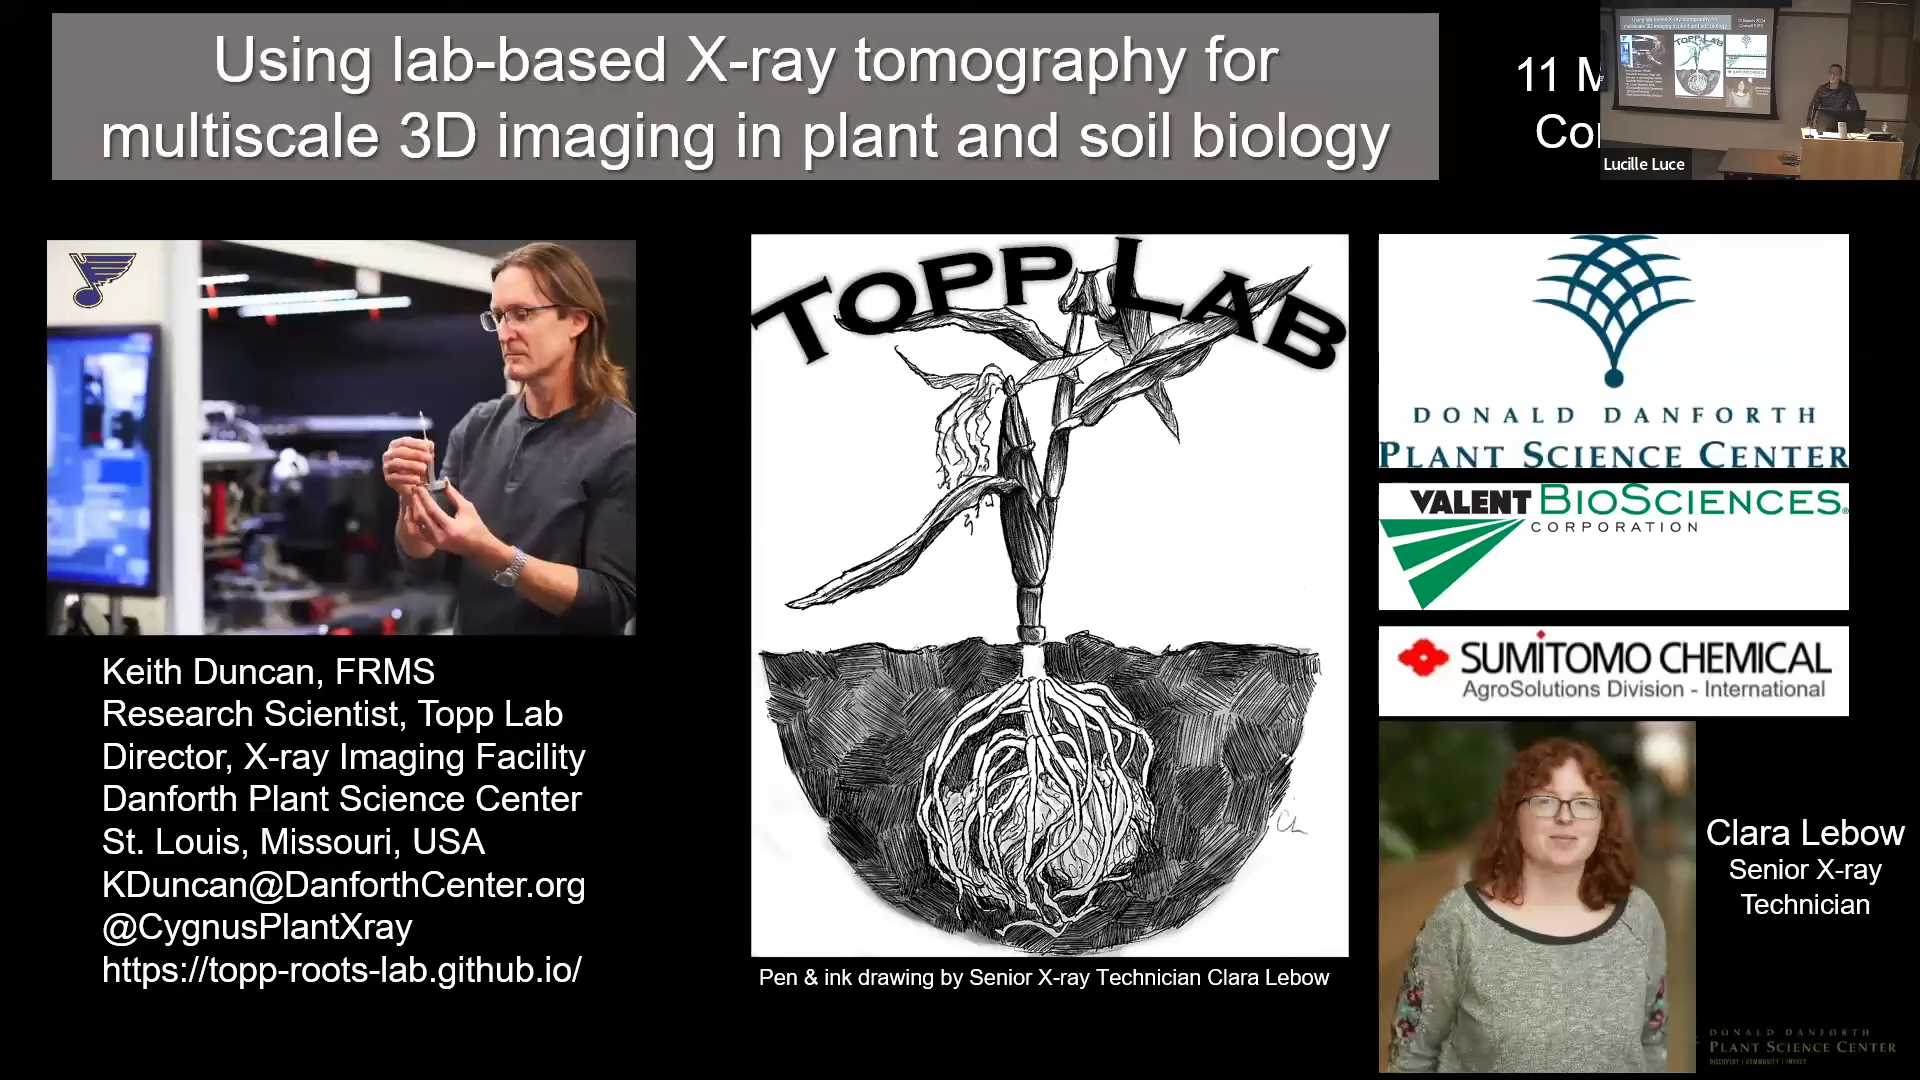 Using lab-based X-ray tomography for
multiscale 3D imaging in plant and soil biology
11 M
Co
Lucille Luce
TOPP LAB
DONALD DANFORTH
PLANT SCIENCE CENTER
VALENT BIOSCIENCES®
CORPORATION
SUMITOMO CHEMICAL
AgroSolutions Division - International
Keith Duncan, FRMS
Research Scientist, Topp Lab
Director, X-ray Imaging Facility
Danforth Plant Science Center
St. Louis, Missouri, USA
KDuncan@DanforthCenter.org
@CygnusPlantXray
https://topp-roots-lab.github.io/
CL
Pen & ink drawing by Senior X-ray Technician Clara Lebow
Clara Lebow
Senior X-ray
Technician
DONALD DANFORTH
PLANT SCIENCE CENTER
DISCOVERY | COMMUNITY | IMPACT